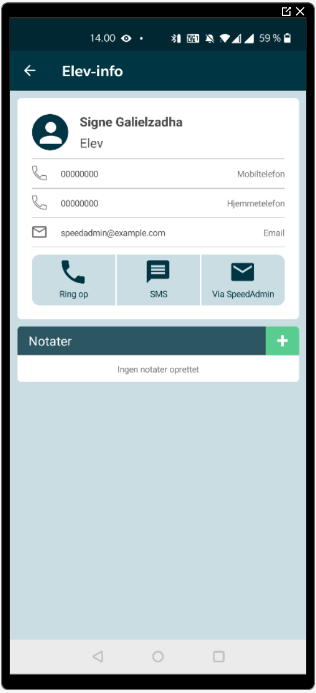 14.00 59 %
Elev-info
Signe Galielzadha
Elev
00000000 Mobiltelefon
00000000 Hjemmetelefon
speedadmin@example.com Email
Ring op SMS Via SpeedAdmin
Notater +
Ingen notater oprettet